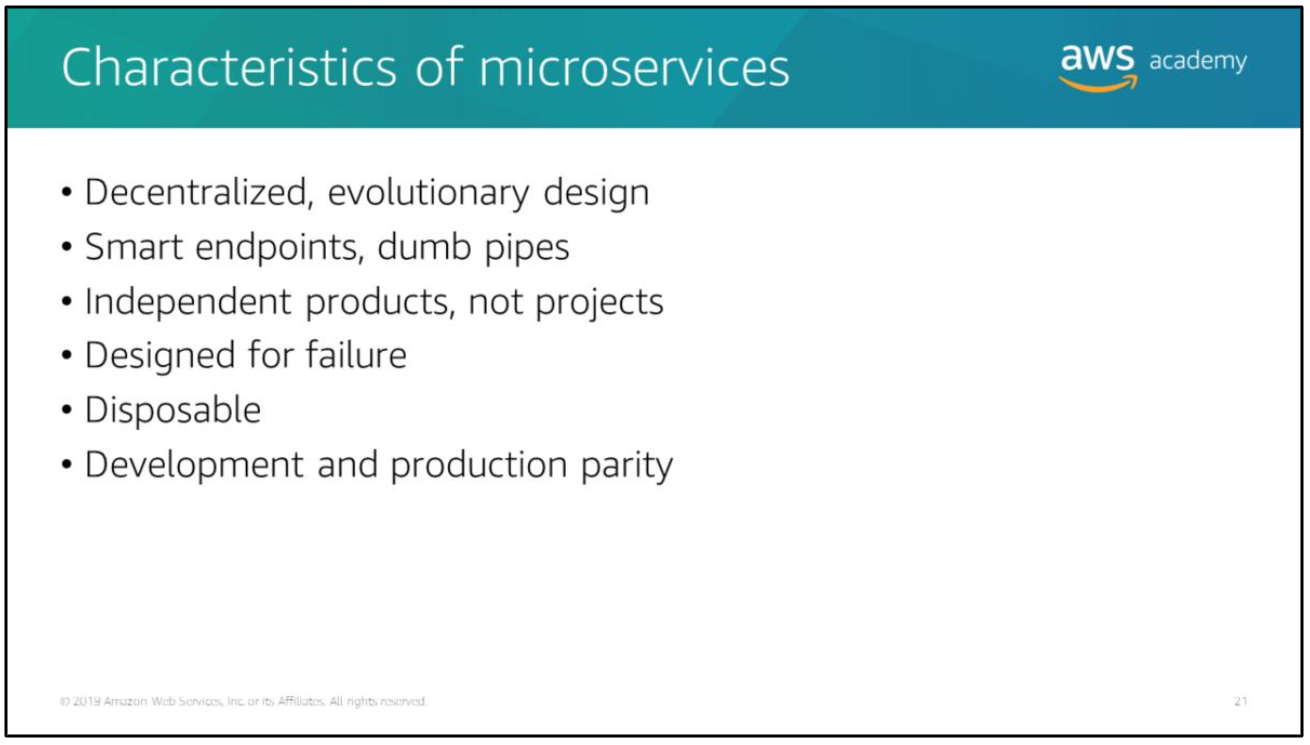 Characteristics of microservices
aws academy
• Decentralized, evolutionary design
• Smart endpoints, dumb pipes
• Independent products, not projects
• Designed for failure
• Disposable
• Development and production parity
© 2019 Amazon Web Services, Inc. or its Affiliates. All rights reserved.
21